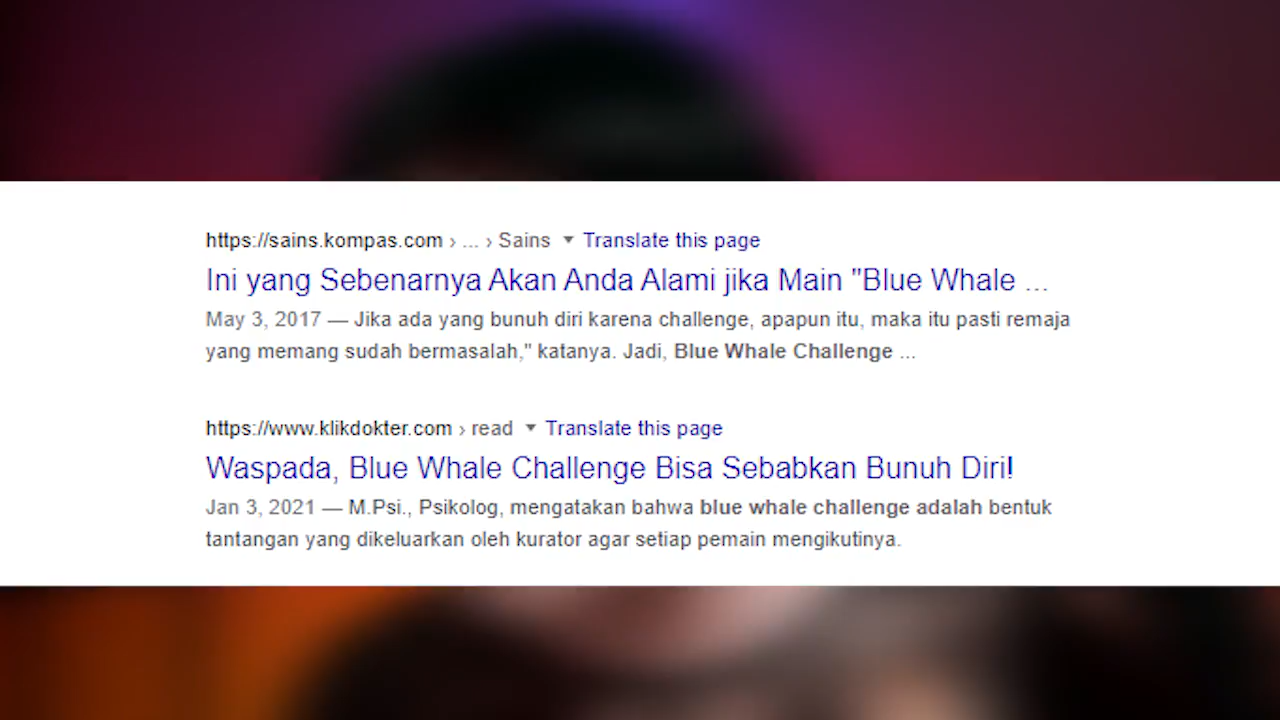 https://sains.kompas.com › ... › Sains ▼ Translate this page
Ini yang Sebenarnya Akan Anda Alami jika Main "Blue Whale ...
May 3, 2017 — Jika ada yang bunuh diri karena challenge, apapun itu, maka itu pasti remaja
yang memang sudah bermasalah," katanya. Jadi, Blue Whale Challenge ...
https://www.klikdokter.com › read ▼ Translate this page
Waspada, Blue Whale Challenge Bisa Sebabkan Bunuh Diri!
Jan 3, 2021 — M.Psi., Psikolog, mengatakan bahwa blue whale challenge adalah bentuk
tantangan yang dikeluarkan oleh kurator agar setiap pemain mengikutinya.